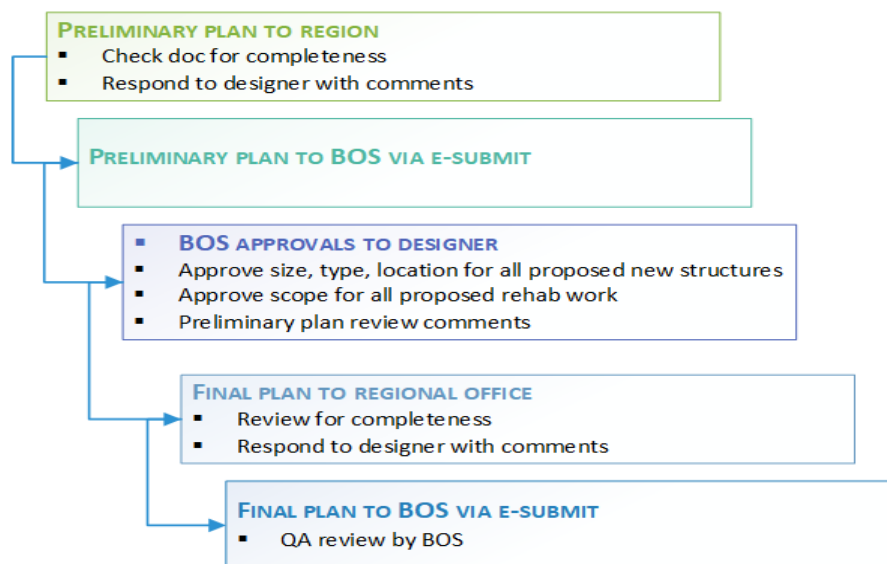 PRELIMINARY PLAN TO REGION
▪ Check doc for completeness
▪ Respond to designer with comments
PRELIMINARY PLAN TO BOS VIA E-SUBMIT
▪ BOS APPROVALS TO DESIGNER
▪ Approve size, type, location for all proposed new structures
▪ Approve scope for all proposed rehab work
▪ Preliminary plan review comments
FINAL PLAN TO REGIONAL OFFICE
▪ Review for completeness
▪ Respond to designer with comments
FINAL PLAN TO BOS VIA E-SUBMIT
▪ QA review by BOS